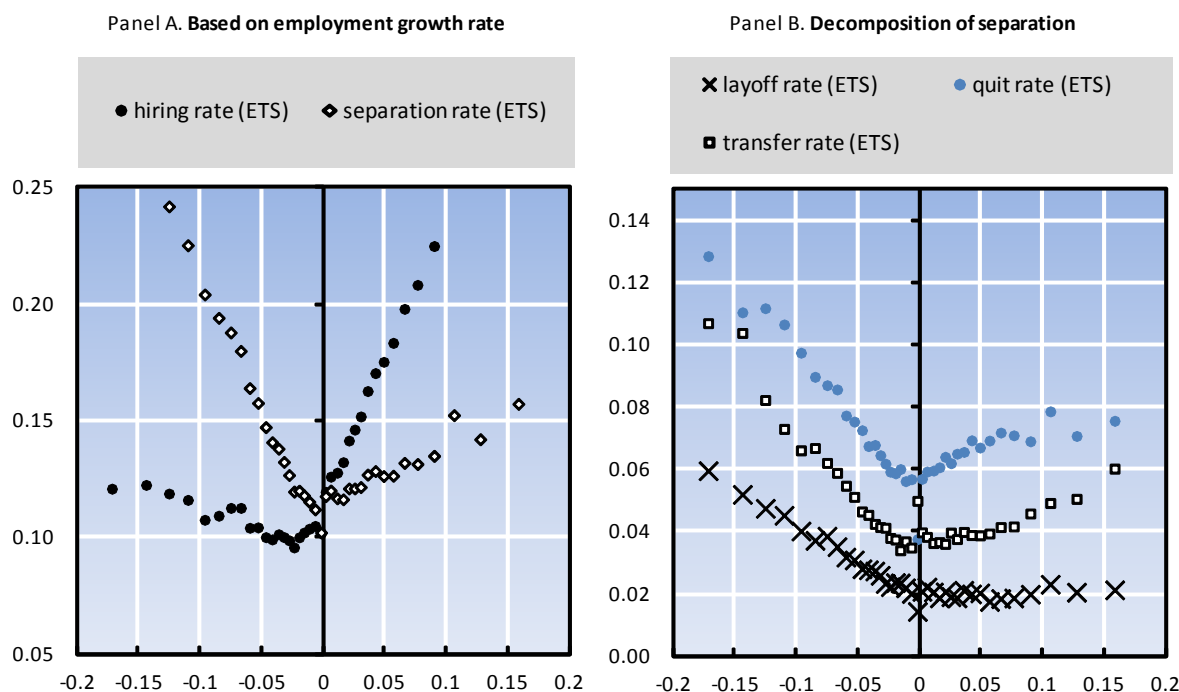 Panel A. Based on employment growth rate
hiring rate (ETS) separation rate (ETS)
0.25
0.20
0.15
0.10
0.05
-0.2 -0.15 -0.1 -0.05 0 0.05 0.1 0.15 0.2
Panel B. Decomposition of separation
layoff rate (ETS) quit rate (ETS)
transfer rate (ETS)
0.14
0.12
0.10
0.08
0.06
0.04
0.02
0.00
-0.2 -0.15 -0.1 -0.05 0 0.05 0.1 0.15 0.2